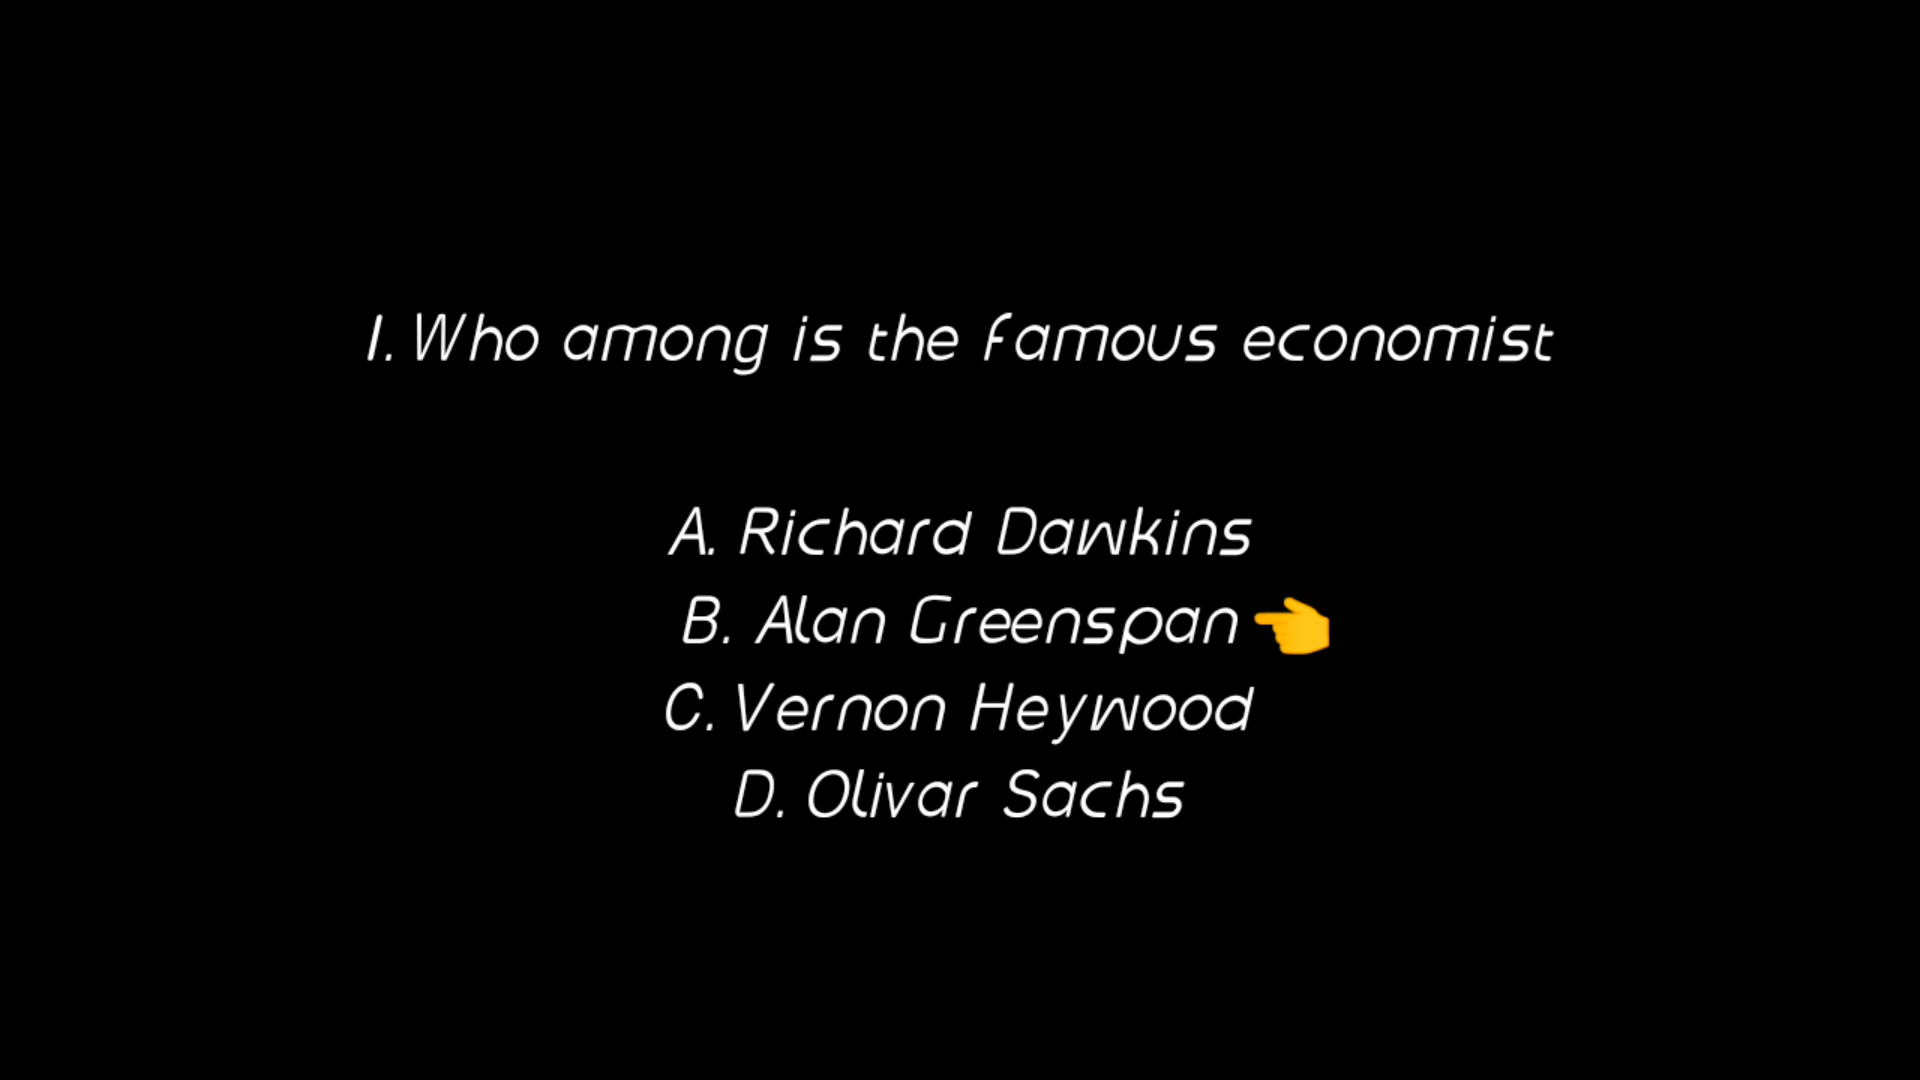 1. Who among is the famous economist
A. Richard Dawkins
B. Alan Greenspan
C. Vernon Heywood
D. Olivar Sachs